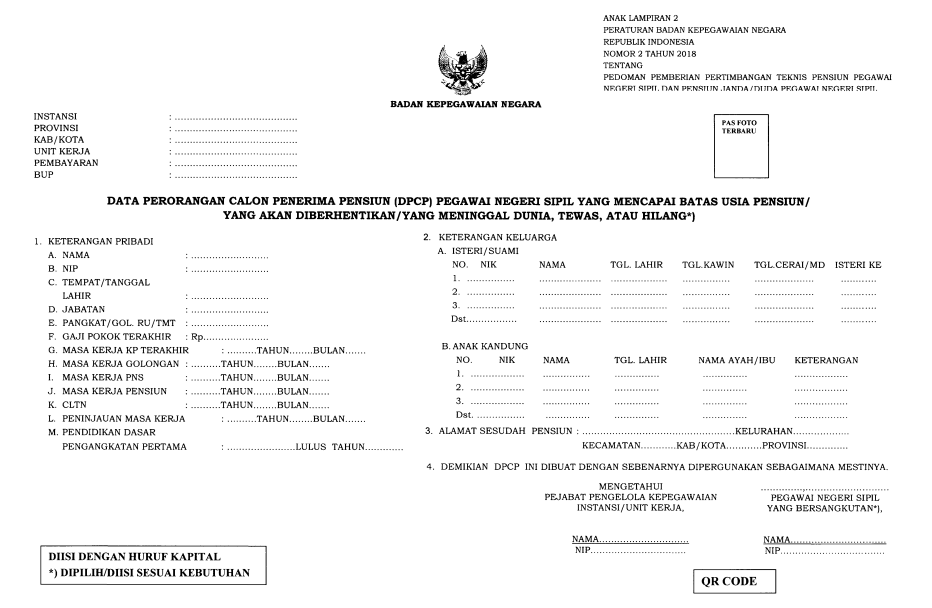 ANAK LAMPIRAN 2
PERATURAN BADAN KEPEGAWAIAN NEGARA
REPUBLIK INDONESIA
NOMOR 2 TAHUN 2018
TENTANG
PEDOMAN PEMBERIAN PERTIMBANGAN TEKNIS PENSIUN PEGAWAI
NEGERI SIPIL DAN PENSIUN JANDA/DUDA PEGAWAI NEGERI SIPIL
BADAN KEPEGAWAIAN NEGARA
INSTANSI : ..........................................
PROVINSI : ..........................................
KAB/KOTA : ..........................................
UNIT KERJA : ..........................................
PEMBAYARAN : ..........................................
BUP : ..........................................
PAS FOTO
TERBARU
DATA PERORANGAN CALON PENERIMA PENSIUN (DPCP) PEGAWAI NEGERI SIPIL YANG MENCAPAI BATAS USIA PENSIUN/
YANG AKAN DIBERHENTIKAN/YANG MENINGGAL DUNIA, TEWAS, ATAU HILANG*)
1. KETERANGAN PRIBADI
A. NAMA : ..........................
B. NIP : ..........................
C. TEMPAT/TANGGAL
LAHIR : ..........................
D. JABATAN : ..........................
E. PANGKAT/GOL. RU/TMT : ..........................
F. GAJI POKOK TERAKHIR : Rp......................
G. MASA KERJA KP TERAKHIR : ..........TAHUN........BULAN.......
H. MASA KERJA GOLONGAN : ..........TAHUN........BULAN.......
I. MASA KERJA PNS : ..........TAHUN........BULAN.......
J. MASA KERJA PENSIUN : ..........TAHUN........BULAN.......
K. CLTN : ..........TAHUN........BULAN.......
L. PENINJAUAN MASA KERJA : ..........TAHUN........BULAN.......
M. PENDIDIKAN DASAR
PENGANGKATAN PERTAMA : .......................LULUS TAHUN.............
2. KETERANGAN KELUARGA
A. ISTERI/SUAMI
NO. NIK NAMA TGL. LAHIR TGL.KAWIN TGL.CERAI/MD ISTERI KE
1. ................ ..................... .................. ................ .................... ............
2. ................ ..................... .................. ................ .................... ............
3. ................ ..................... .................. ................ .................... ............
Dst................. ..................... .................. ................ .................... ............
B. ANAK KANDUNG
NO. NIK NAMA TGL. LAHIR NAMA AYAH/IBU KETERANGAN
1. .................. ................ ................ ............... ..................
2. .................. ................ ................ ............... ..................
3. .................. ................ ................ ............... ..................
Dst. ................ ................ ................ ............... ..................
3. ALAMAT SESUDAH PENSIUN : ....................................................KELURAHAN...................
KECAMATAN............KAB/KOTA............PROVINSI..............
4. DEMIKIAN DPCP INI DIBUAT DENGAN SEBENARNYA DIPERGUNAKAN SEBAGAIMANA MESTINYA.
MENGETAHUI
PEJABAT PENGELOLA KEPEGAWAIAN
INSTANSI/UNIT KERJA,
..............,............................
PEGAWAI NEGERI SIPIL
YANG BERSANGKUTAN*),
NAMA..............................
NIP................................
NAMA................................
NIP...................................
DIISI DENGAN HURUF KAPITAL
*) DIPILIH/DIISI SESUAI KEBUTUHAN
QR CODE